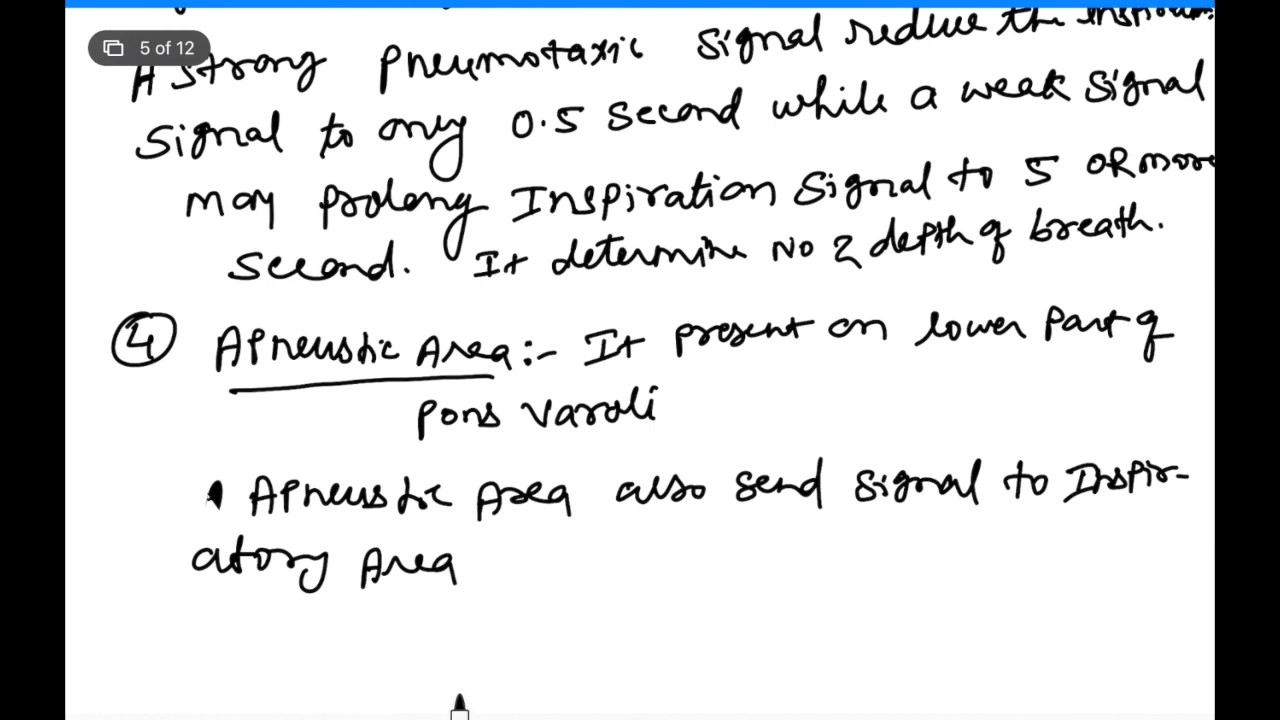 5 of 12
A strong pneumotaxic signal reduce the
signal to only 0.5 second while a weak signal
may prolong Inspiration signal to 5 OR more
second. It determine No & depth of breath.
4 Apneustic Area :- It present on lower part of
pons varoli
• Apneustic Area also send signal to Inspir-
atory Area